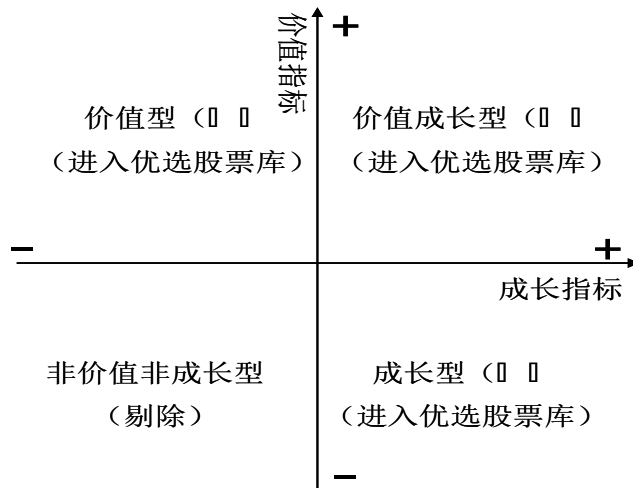 价值指标
+
价值型（▯ ▯
（进入优选股票库）
价值成长型（▯ ▯
（进入优选股票库）
−
+
成长指标
非价值非成长型
（剔除）
成长型（▯ ▯
（进入优选股票库）
−